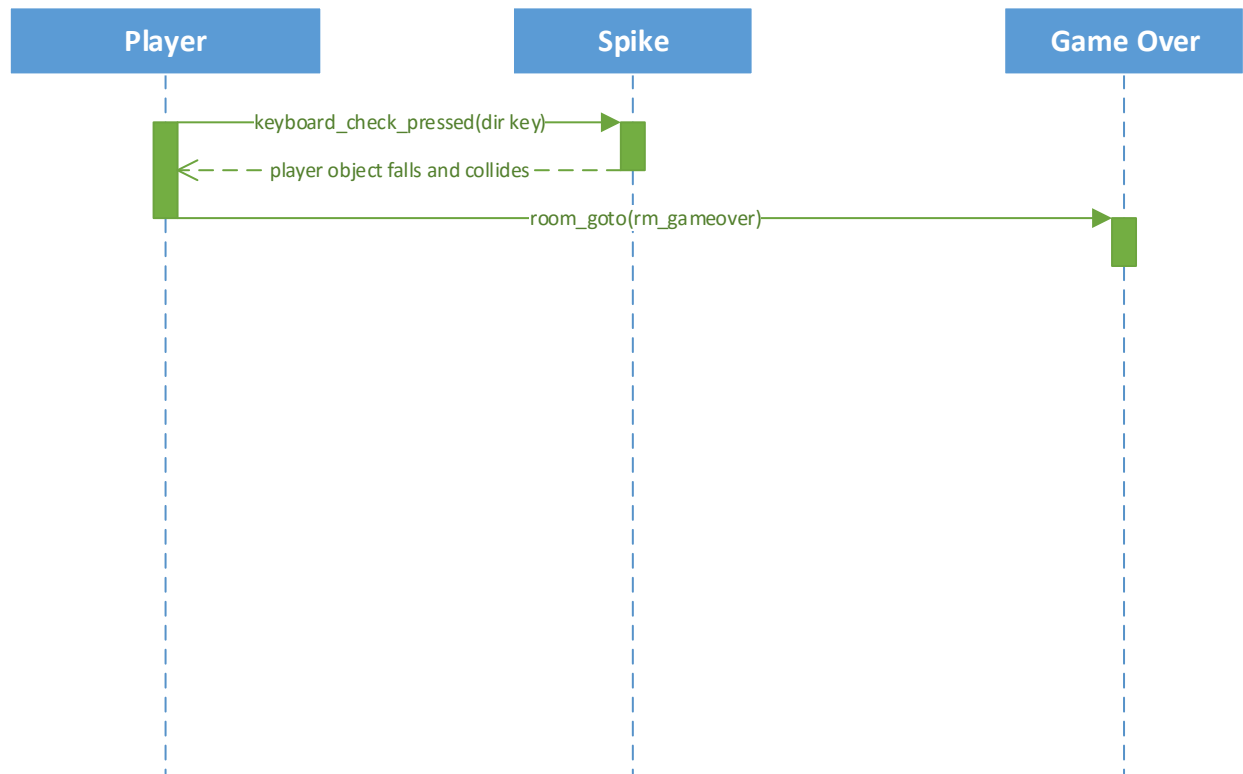 Player
Spike
Game Over
keyboard_check_pressed(dir key)
player object falls and collides
room_goto(rm_gameover)